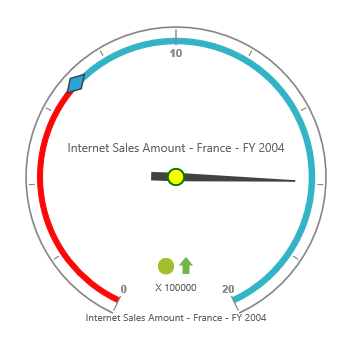 10
Internet Sales Amount - France - FY 2004
0
20
X 100000
Internet Sales Amount - France - FY 2004